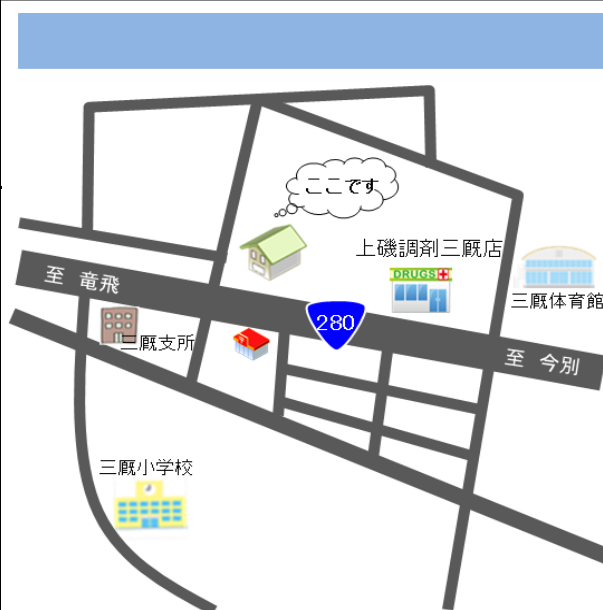 ここです
上磯調剤三厩店
DRUGS
三厩体育館
至 竜飛
280
三厩支所
至 今別
三厩小学校